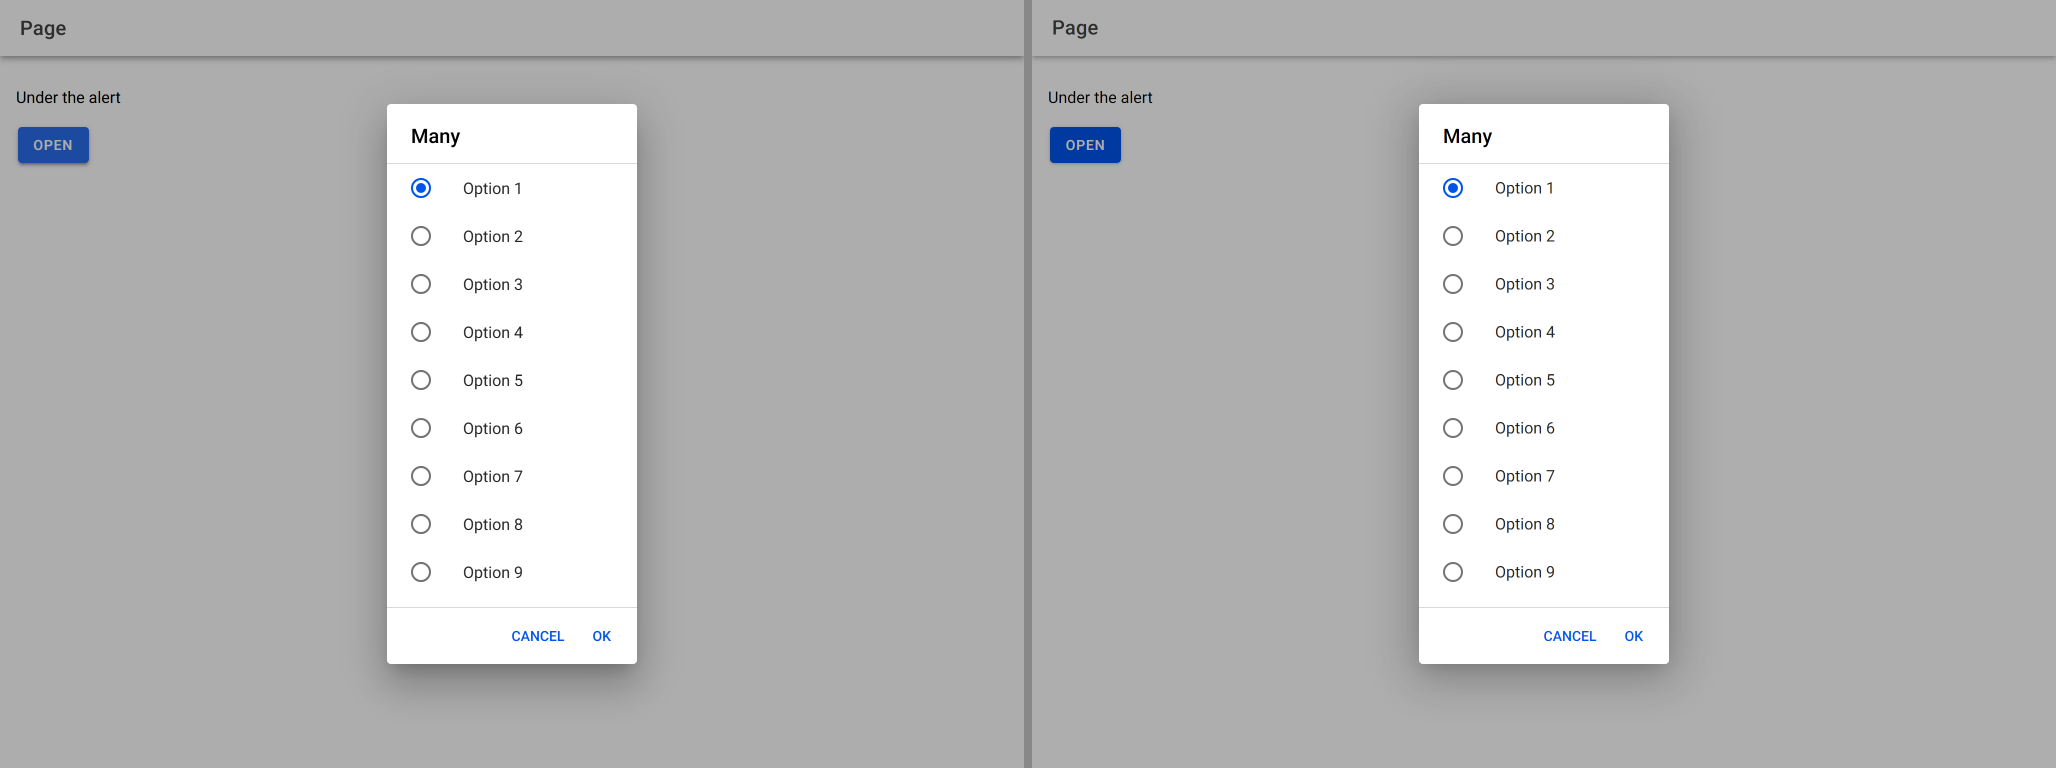 Page
Under the alert
OPEN
Many
Option 1
Option 2
Option 3
Option 4
Option 5
Option 6
Option 7
Option 8
Option 9
CANCEL OK
Page
Under the alert
OPEN
Many
Option 1
Option 2
Option 3
Option 4
Option 5
Option 6
Option 7
Option 8
Option 9
CANCEL OK